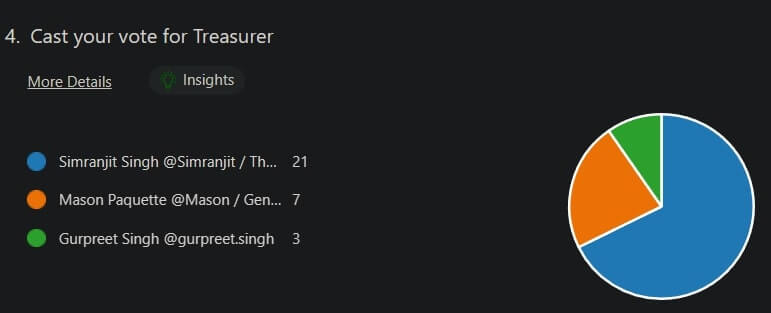 4. Cast your vote for Treasurer
More Details Insights
Simranjit Singh @Simranjit / Th... 21
Mason Paquette @Mason / Gen... 7
Gurpreet Singh @gurpreet.singh 3